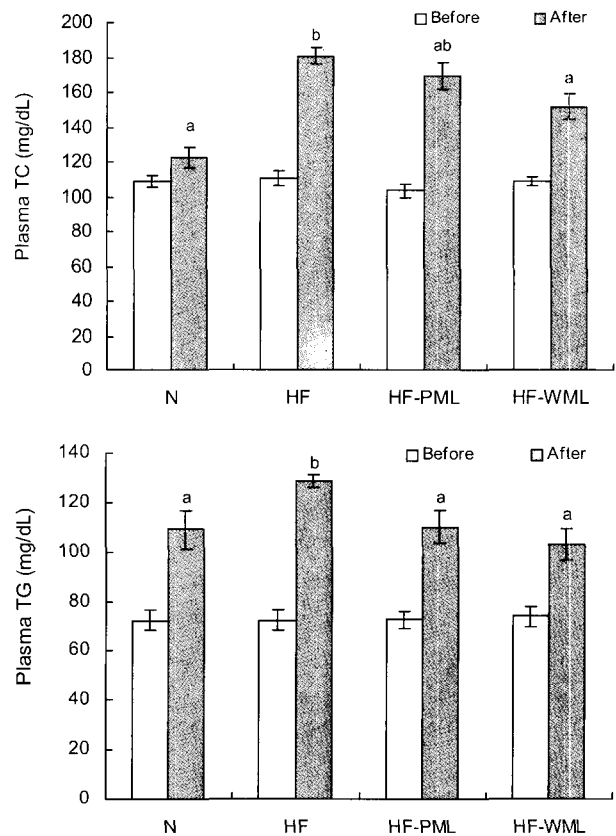 Before After
200
180
160
140
120
100
80
60
40
20
0
Plasma TC (mg/dL)
a
b
ab
a
N HF HF-PML HF-WML
Before After
140
120
100
80
60
40
20
0
Plasma TG (mg/dL)
a
b
a
a
N HF HF-PML HF-WML